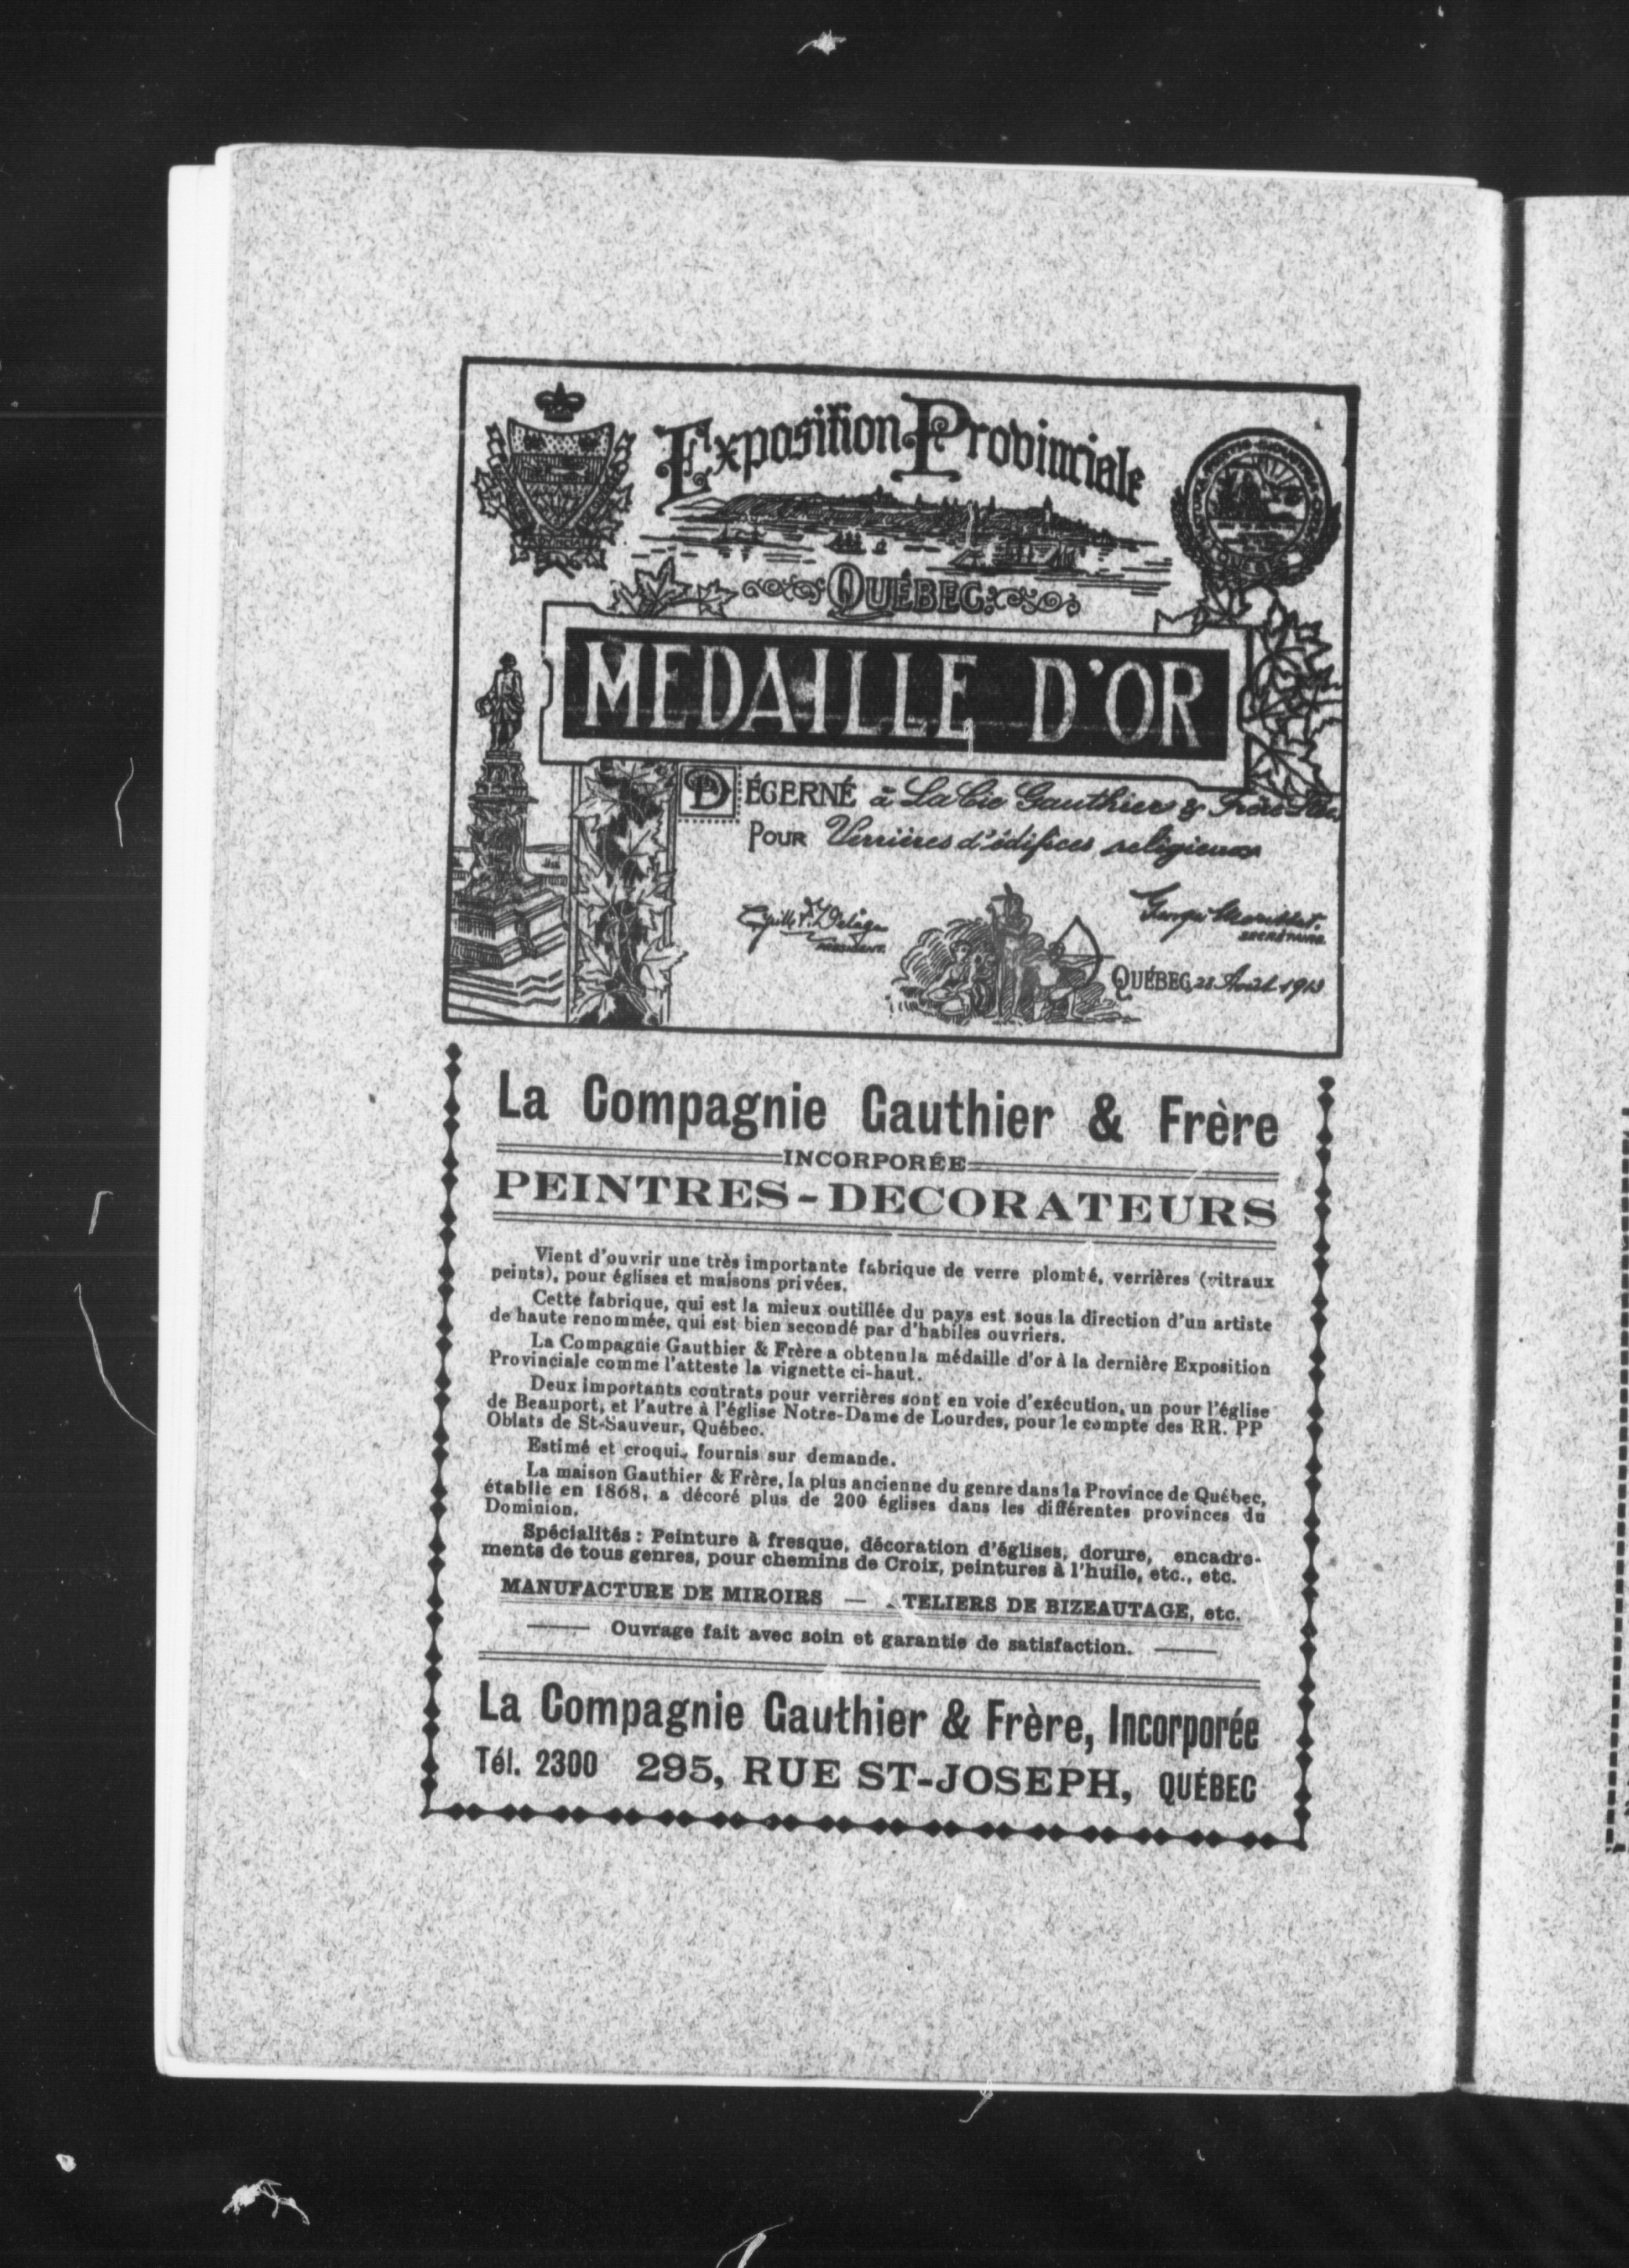 Exposition Provinciale
QUÉBEC
MEDAILLE D'OR
DÉCERNÉ à La Cie Gauthier & Frère
POUR Verrières d'édifices religieux
PRÉSIDENT.
SECRÉTAIRE
QUÉBEC, 28 Août 1913
La Compagnie Gauthier & Frère
INCORPORÉE
PEINTRES-DECORATEURS
Vient d'ouvrir une très importante fabrique de verre plombé, verrières (vitraux
peints), pour églises et maisons privées.
Cette fabrique, qui est la mieux outillée du pays est sous la direction d'un artiste
de haute renommée, qui est bien secondé par d'habiles ouvriers.
La Compagnie Gauthier & Frère a obtenu la médaille d'or à la dernière Exposition
Provinciale comme l'atteste la vignette ci-haut.
Deux importants contrats pour verrières sont en voie d'exécution, un pour l'église
de Beauport, et l'autre à l'église Notre-Dame de Lourdes, pour le compte des RR. PP
Oblats de St-Sauveur, Québec.
Estimé et croquis fournis sur demande.
La maison Gauthier & Frère, la plus ancienne du genre dans la Province de Québec,
établie en 1868, a décoré plus de 200 églises dans les différentes provinces du
Dominion.
Spécialités : Peinture à fresque, décoration d'églises, dorure, encadre-
ments de tous genres, pour chemins de Croix, peintures à l'huile, etc., etc.
MANUFACTURE DE MIROIRS — ATELIERS DE BIZEAUTAGE, etc.
Ouvrage fait avec soin et garantie de satisfaction.
La Compagnie Gauthier & Frère, Incorporée
Tél. 2300 295, RUE ST-JOSEPH, QUÉBEC